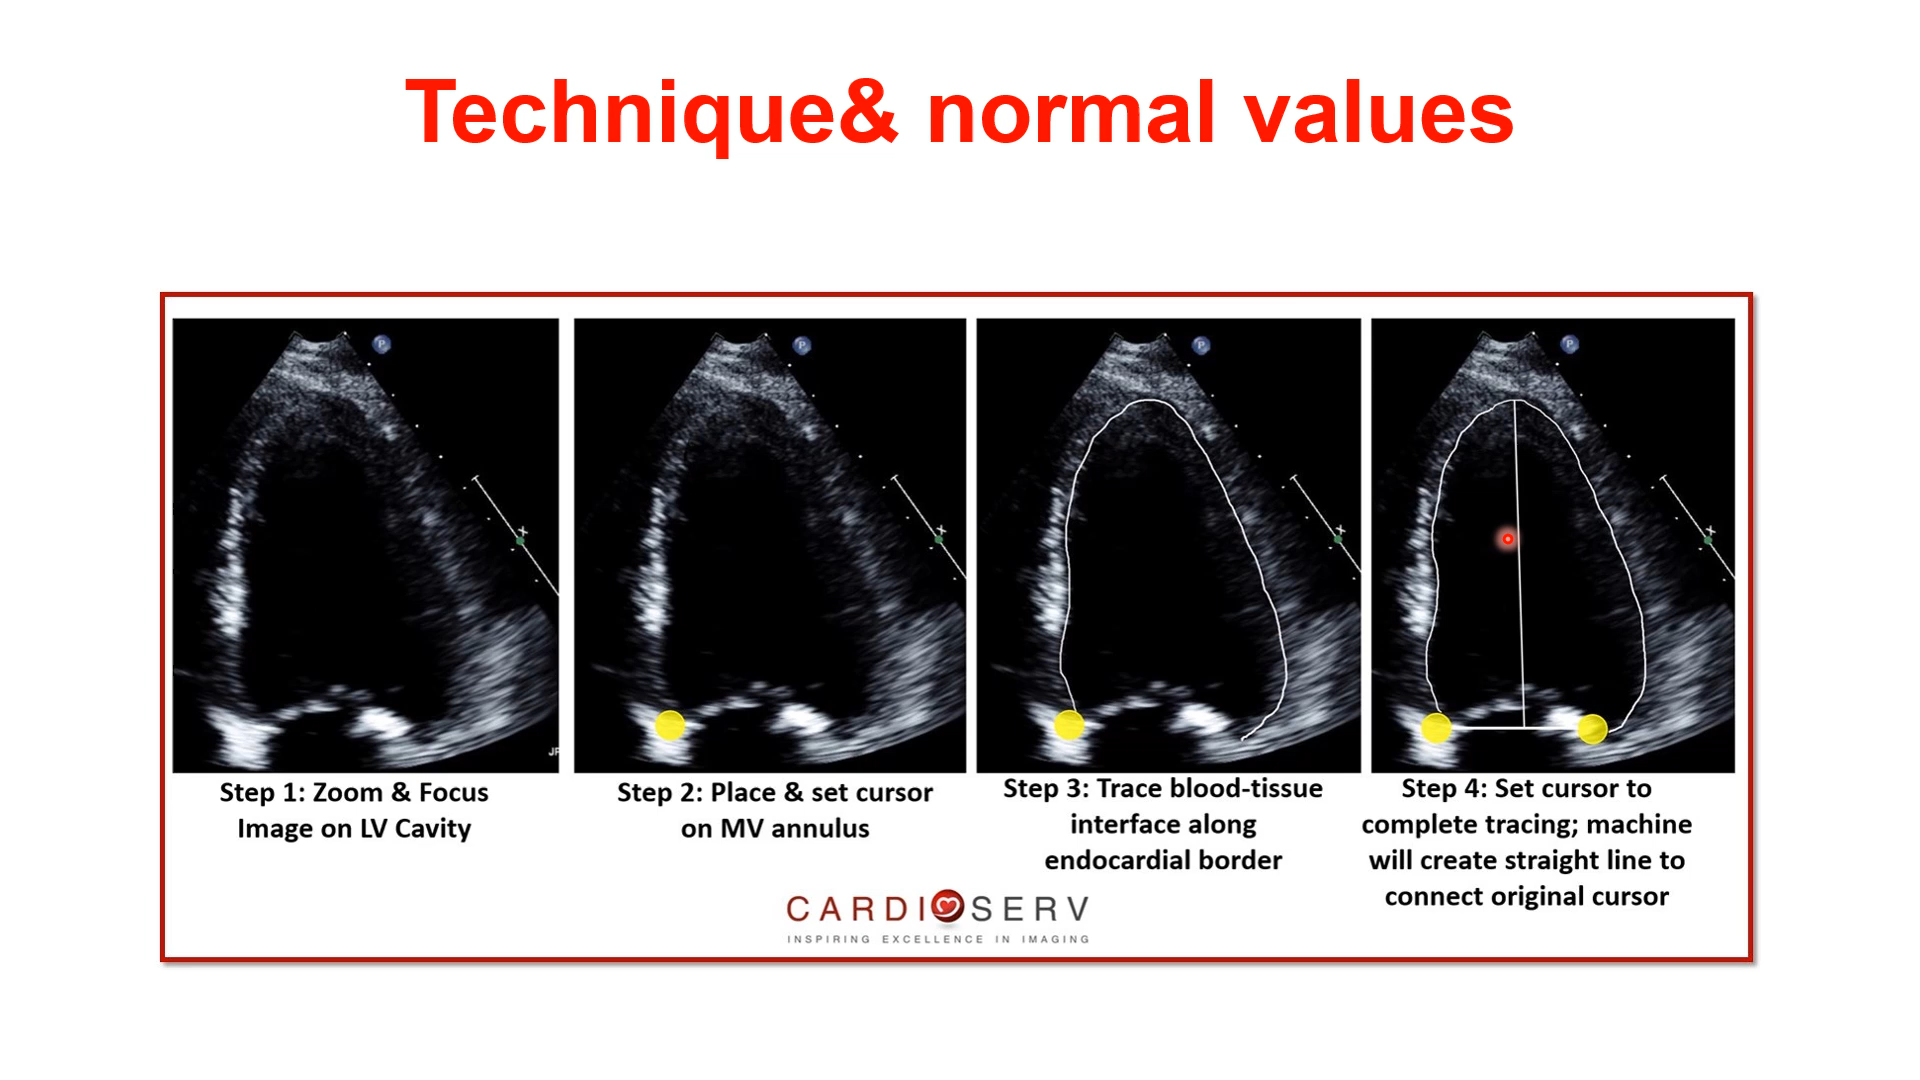 Technique& normal values
P
P
P
P
JP
Step 1: Zoom & Focus
Image on LV Cavity
Step 2: Place & set cursor
on MV annulus
Step 3: Trace blood-tissue
interface along
endocardial border
Step 4: Set cursor to
complete tracing; machine
will create straight line to
connect original cursor
CARDIOSERV
INSPIRING EXCELLENCE IN IMAGING